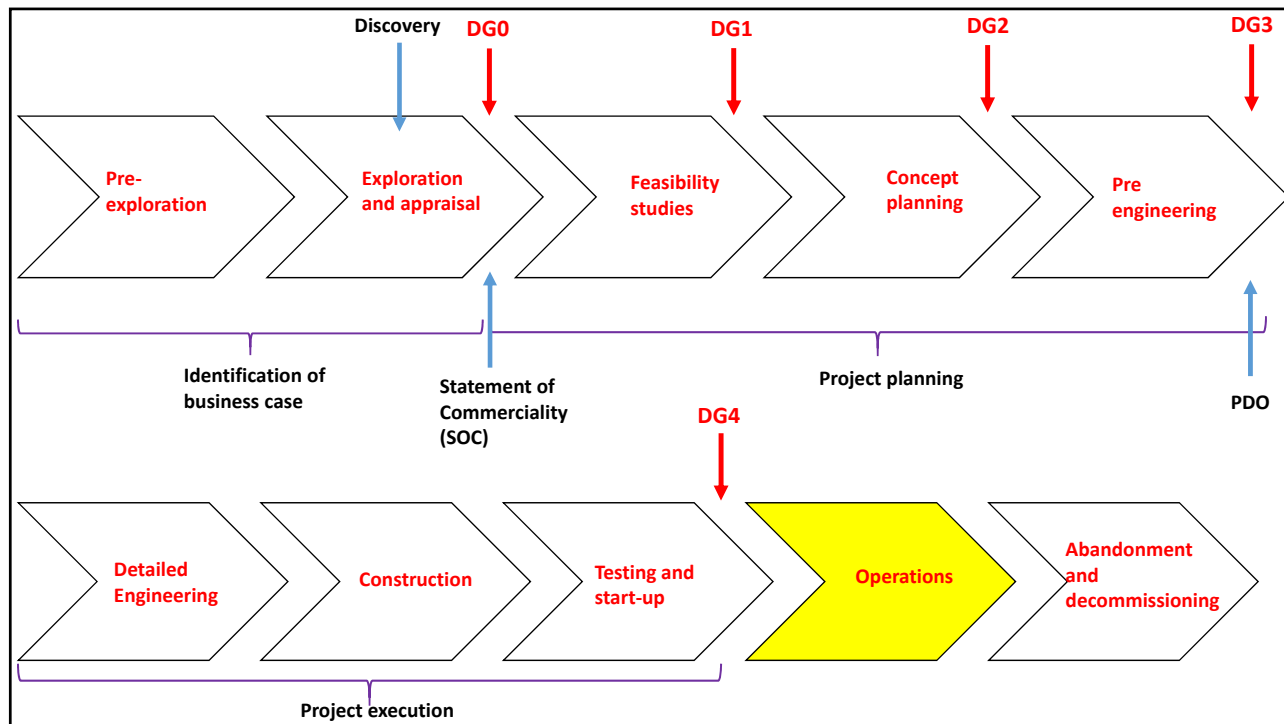 Discovery
DG0
DG1
DG2
DG3
Pre-
exploration
Exploration
and appraisal
Feasibility
studies
Concept
planning
Pre
engineering
Identification of
business case
Statement of
Commerciality
(SOC)
Project planning
PDO
DG4
Detailed
Engineering
Construction
Testing and
start-up
Operations
Abandonment
and
decommissioning
Project execution